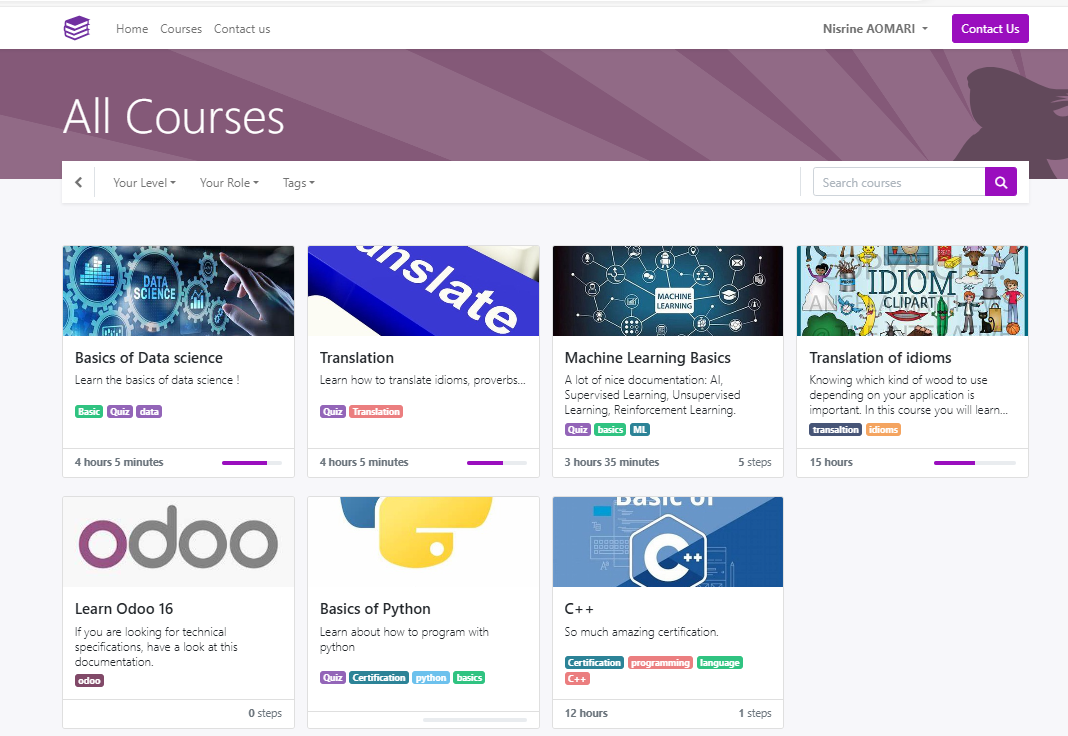 Home Courses Contact us Nisrine AOMARI Contact Us
All Courses
Your Level Your Role Tags Search courses
DATA SCIENCE
Basics of Data science
Learn the basics of data science !
Basic Quiz data
4 hours 5 minutes
anslate
Translation
Learn how to translate idioms, proverbs...
Quiz Translation
4 hours 5 minutes
MACHINE
LEARNING
Machine Learning Basics
A lot of nice documentation: AI,
Supervised Learning, Unsupervised
Learning, Reinforcement Learning.
Quiz basics ML
3 hours 35 minutes 5 steps
IDIOM
CLIPART
Translation of idioms
Knowing which kind of wood to use
depending on your application is
important. In this course you will learn...
transaltion idioms
15 hours
odoo
Learn Odoo 16
If you are looking for technical
specifications, have a look at this
documentation.
odoo
0 steps
Basics of Python
Learn about how to program with
python
Quiz Certification python basics
Basic of
C++
C++
So much amazing certification.
Certification programming language
C++
12 hours 1 steps